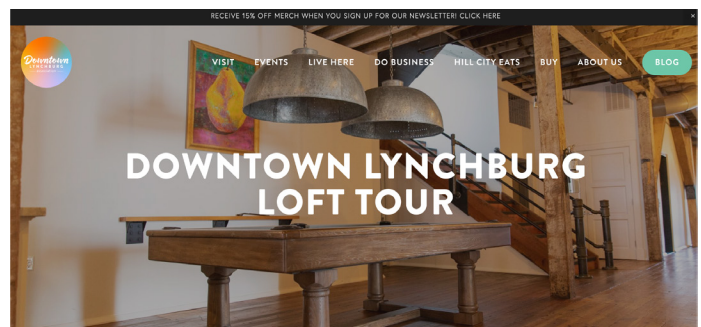 RECEIVE 15% OFF MERCH WHEN YOU SIGN UP FOR OUR NEWSLETTER! CLICK HERE ×
Downtown
LYNCHBURG
VISIT EVENTS LIVE HERE DO BUSINESS HILL CITY EATS BUY ABOUT US BLOG
DOWNTOWN LYNCHBURG
LOFT TOUR